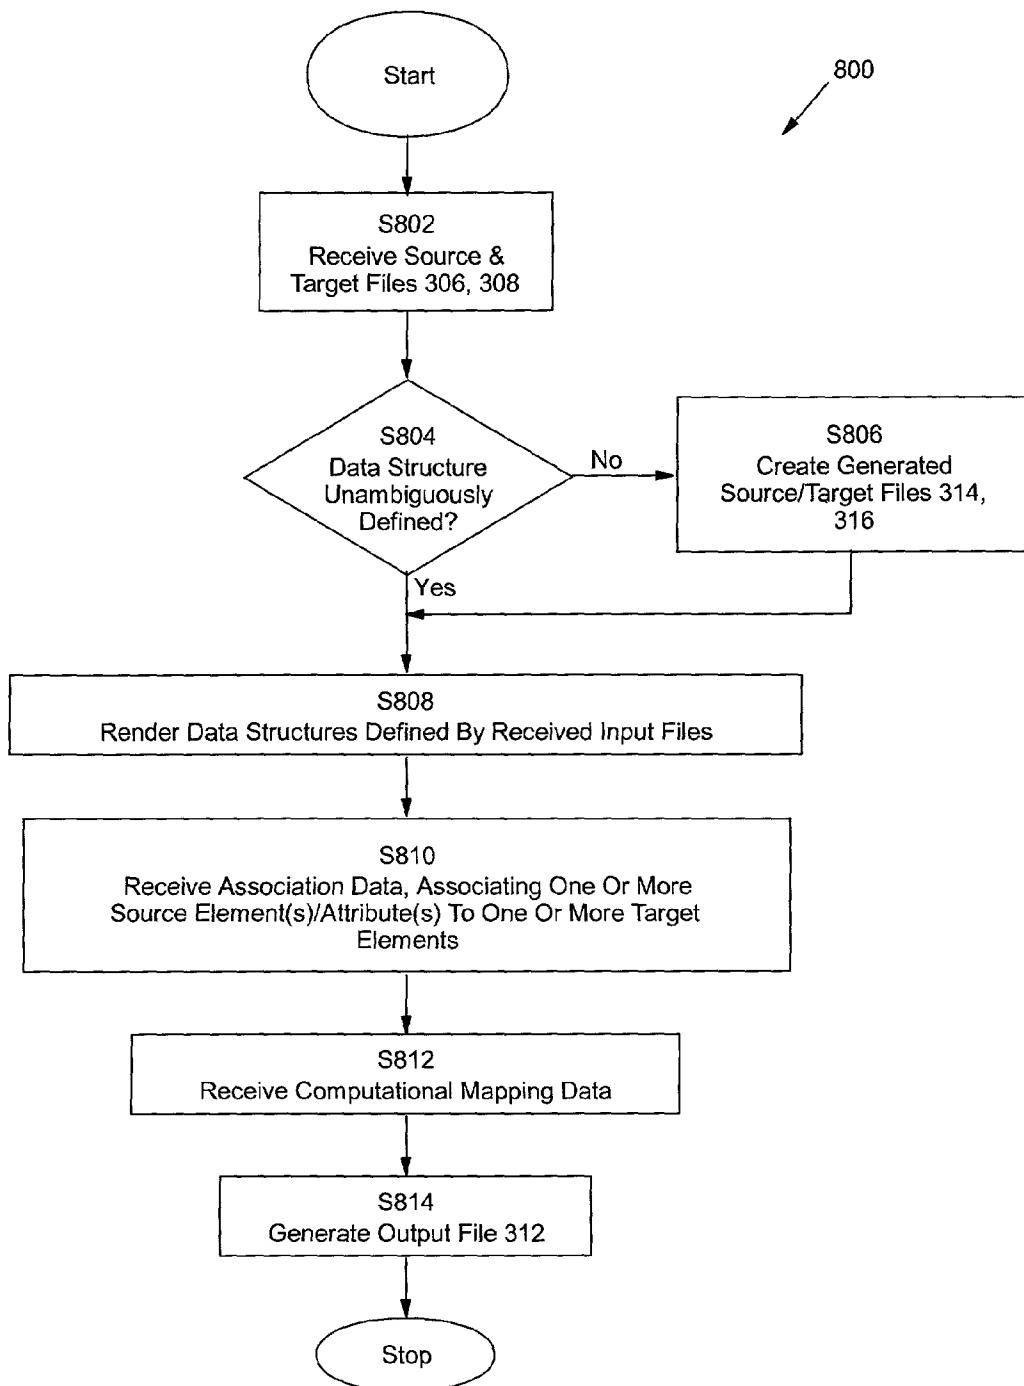 Start
800
S802
Receive Source &
Target Files 306, 308
S804
Data Structure
Unambiguously
Defined?
No
S806
Create Generated
Source/Target Files 314,
316
Yes
S808
Render Data Structures Defined By Received Input Files
S810
Receive Association Data, Associating One Or More
Source Element(s)/Attribute(s) To One Or More Target
Elements
S812
Receive Computational Mapping Data
S814
Generate Output File 312
Stop